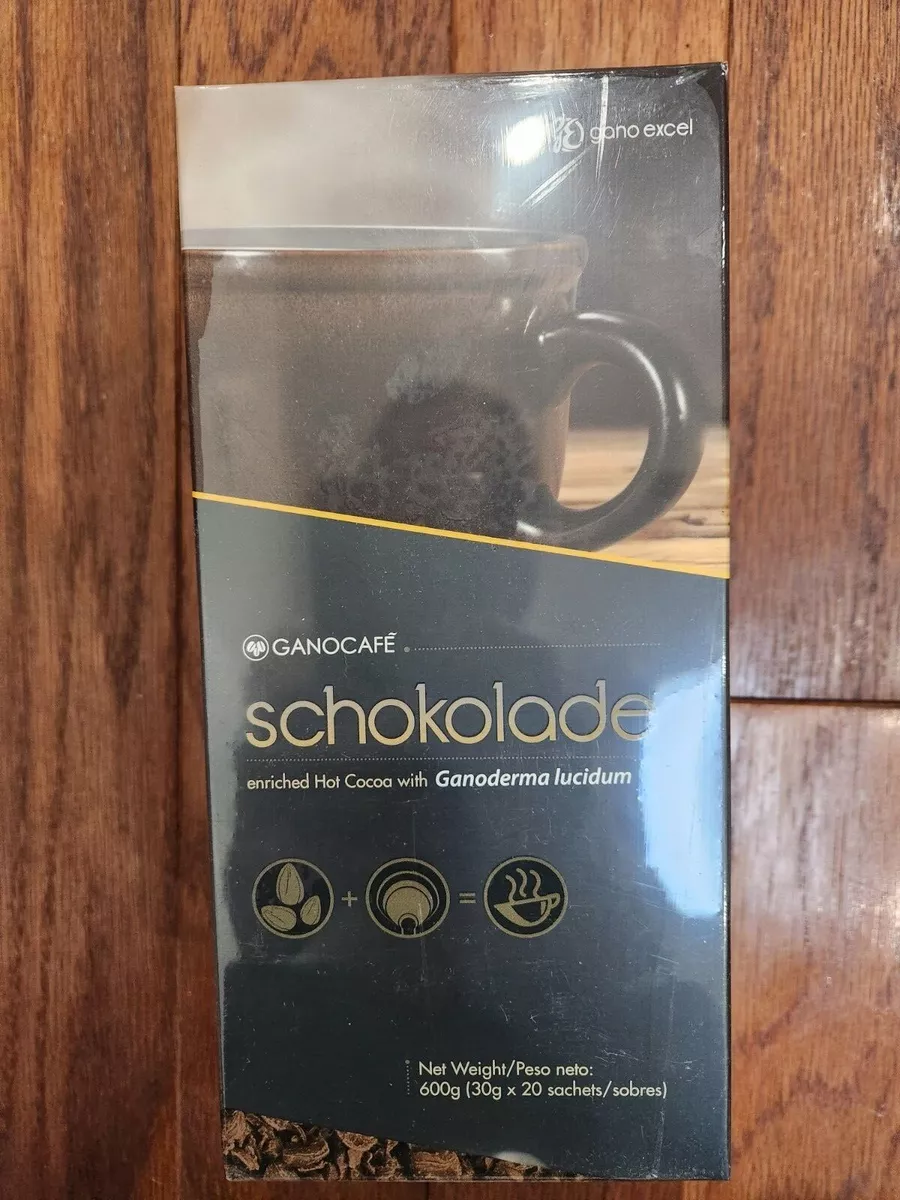 gano excel
GANOCAFÉ
schokolade
enriched Hot Cocoa with Ganoderma lucidum
+ =
Net Weight/Peso neto:
600g (30g x 20 sachets/sobres)